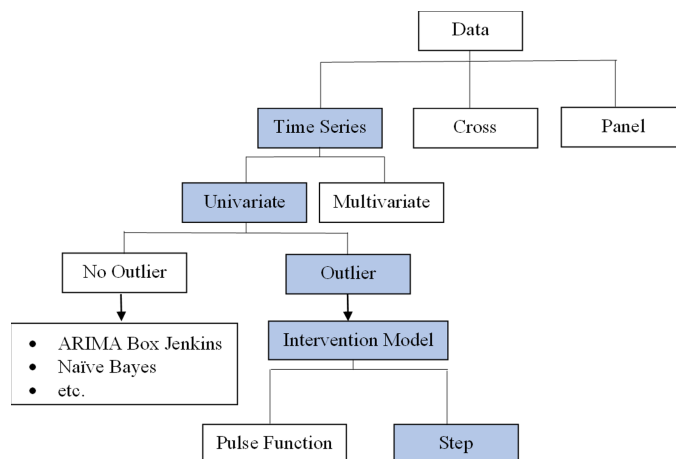 Data
Time Series
Cross
Panel
Univariate
Multivariate
No Outlier
Outlier
• ARIMA Box Jenkins
• Naïve Bayes
• etc.
Intervention Model
Pulse Function
Step